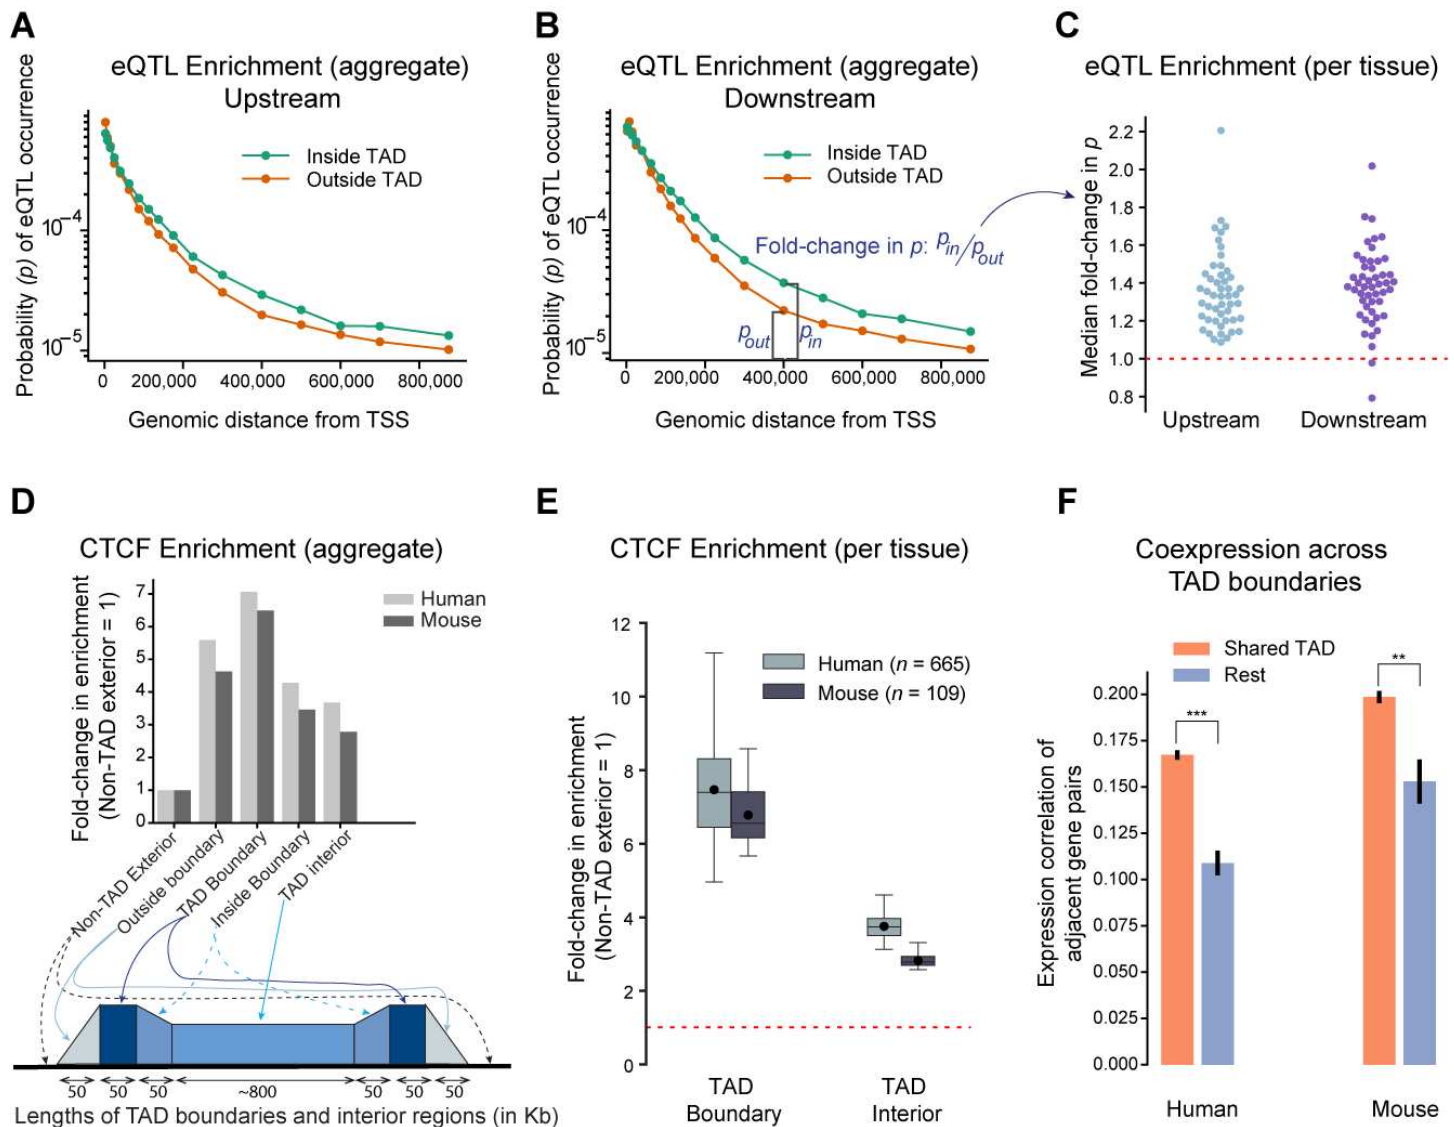 A
eQTL Enrichment (aggregate)
Upstream
Probability (p) of eQTL occurrence
Inside TAD
Outside TAD
10−4
10−5
0 200,000 400,000 600,000 800,000
Genomic distance from TSS
B
eQTL Enrichment (aggregate)
Downstream
Probability (p) of eQTL occurrence
Inside TAD
Outside TAD
10−4
Fold-change in p: pin/pout
10−5
pout pin
0 200,000 400,000 600,000 800,000
Genomic distance from TSS
C
eQTL Enrichment (per tissue)
Median fold-change in p
2.2
2.0
1.8
1.6
1.4
1.2
1.0
0.8
Upstream Downstream
D
CTCF Enrichment (aggregate)
Fold-change in enrichment
(Non-TAD exterior = 1)
7
6
5
4
3
2
1
0
Human
Mouse
Non-TAD Exterior
Outside boundary
TAD Boundary
Inside Boundary
TAD interior
50 50 50 ~800 50 50 50
Lengths of TAD boundaries and interior regions (in Kb)
E
CTCF Enrichment (per tissue)
Fold-change in enrichment
(Non-TAD exterior = 1)
12
10
8
6
4
2
0
Human (n = 665)
Mouse (n = 109)
TAD
Boundary
TAD
Interior
F
Coexpression across
TAD boundaries
Shared TAD
Rest
Expression correlation of
adjacent gene pairs
0.200
0.175
0.150
0.125
0.100
0.075
0.050
0.025
0.000
***
**
Human Mouse